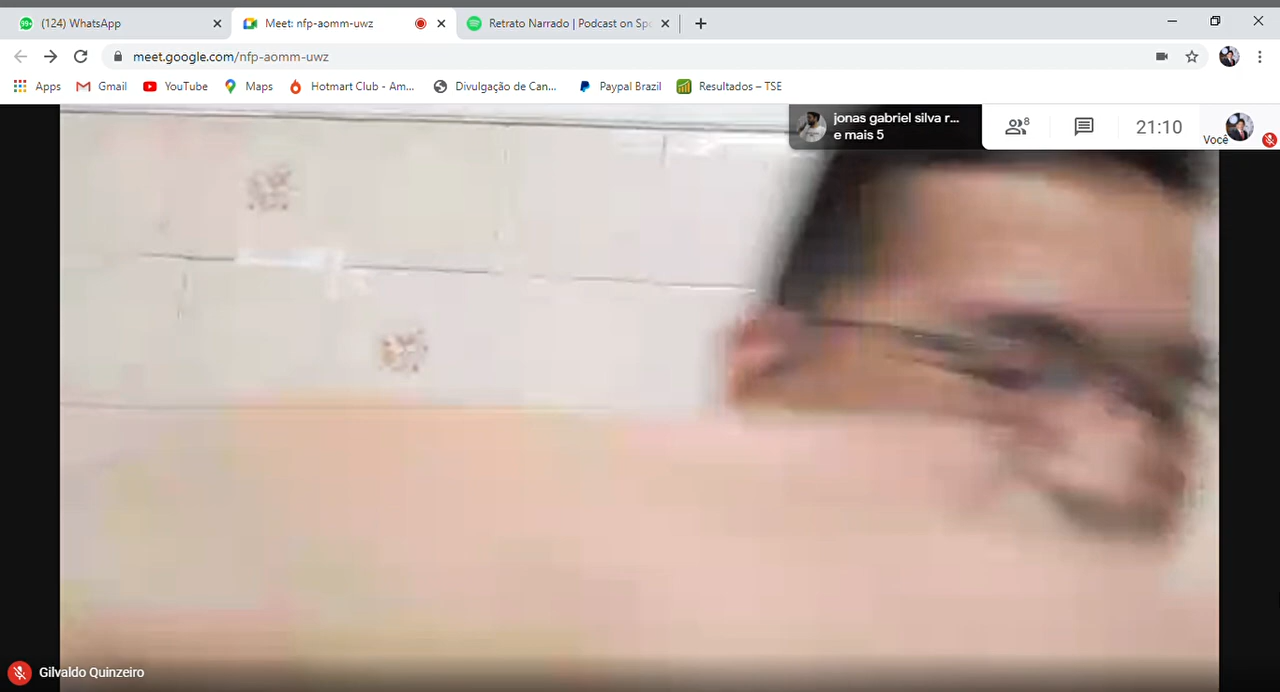 99+ (124) WhatsApp
Meet: nfp-aomm-uwz
Retrato Narrado | Podcast on Spo
meet.google.com/nfp-aomm-uwz
Apps
Gmail
YouTube
Maps
Hotmart Club - Am...
Divulgação de Can...
Paypal Brazil
Resultados – TSE
jonas gabriel silva r...
e mais 5
8
21:10
Você
Gilvaldo Quinzeiro